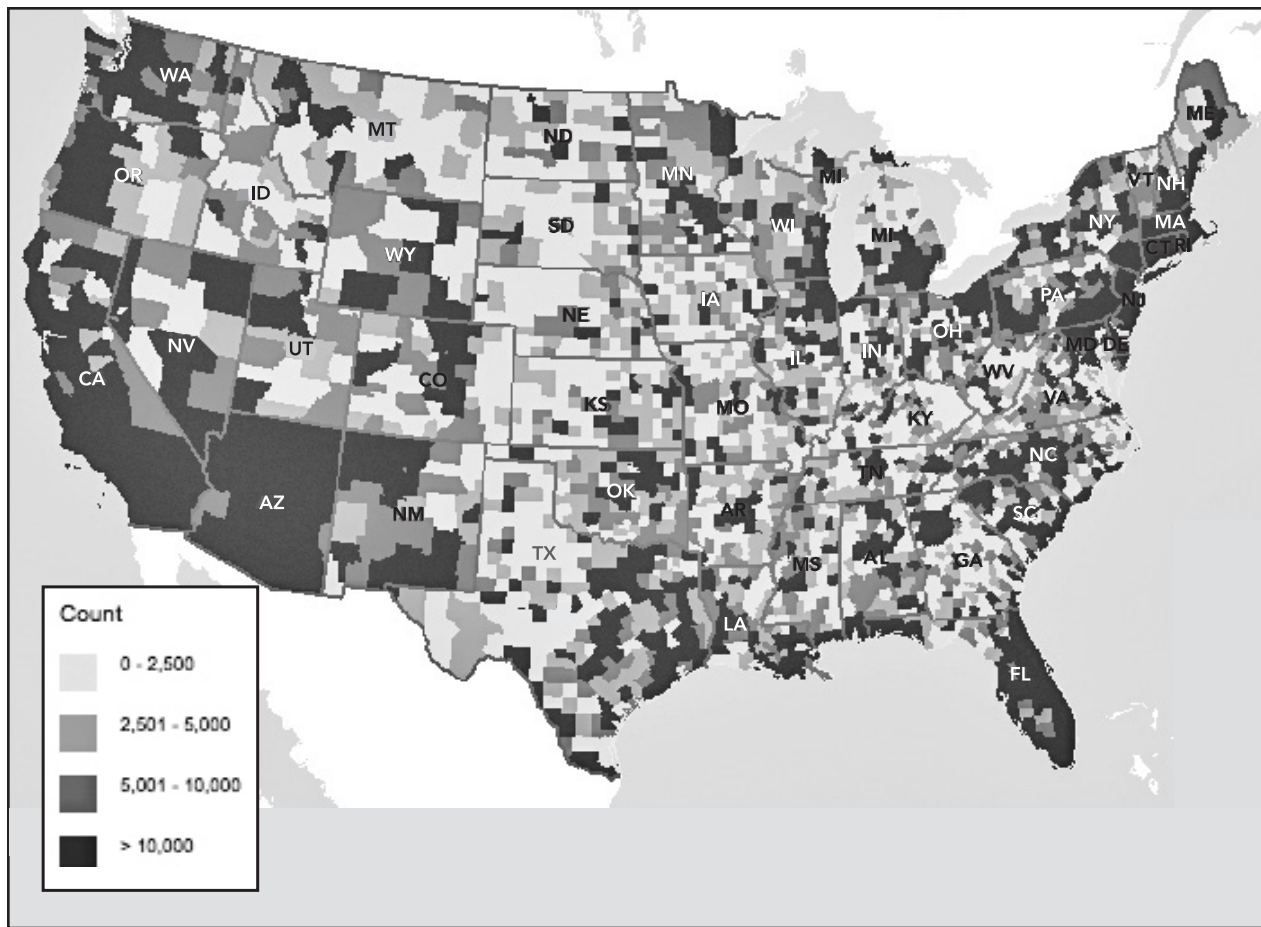 WA
MT
ND
MN
ME
OR
ID
MI
VT
NH
SD
WI
MI
NY
MA
WY
CT
RI
IA
PA
NJ
NE
NV
UT
IL
IN
OH
MD
DE
CA
CO
WV
VA
KS
MO
KY
NC
TN
OK
AZ
NM
AR
SC
TX
MS
AL
GA
LA
FL
Count
0 - 2,500
2,501 - 5,000
5,001 - 10,000
> 10,000